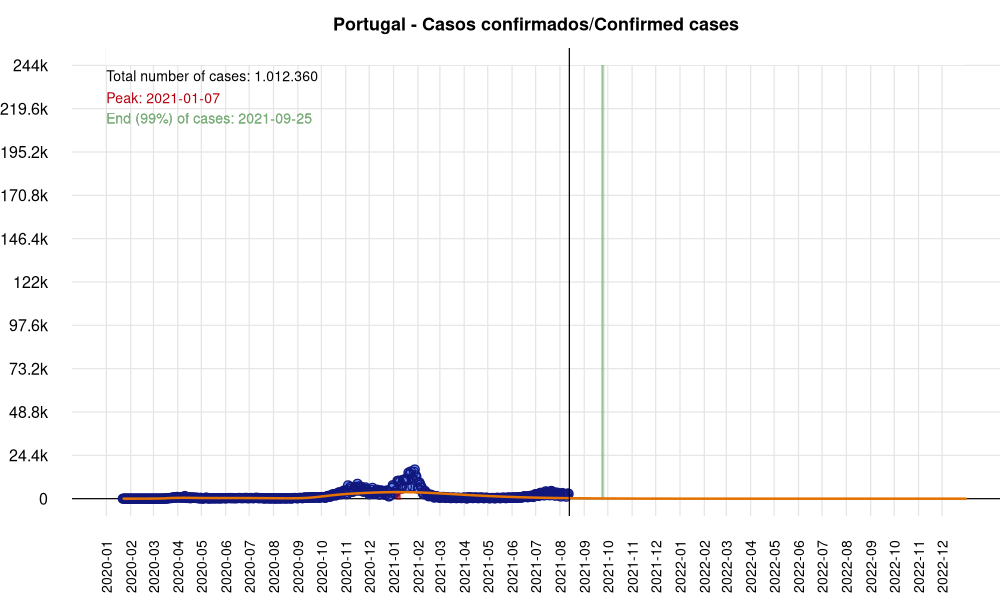 Portugal - Casos confirmados/Confirmed cases
Total number of cases: 1.012.360
Peak: 2021-01-07
End (99%) of cases: 2021-09-25
244k
219.6k
195.2k
170.8k
146.4k
122k
97.6k
73.2k
48.8k
24.4k
0
2020-01
2020-02
2020-03
2020-04
2020-05
2020-06
2020-07
2020-08
2020-09
2020-10
2020-11
2020-12
2021-01
2021-02
2021-03
2021-04
2021-05
2021-06
2021-07
2021-08
2021-09
2021-10
2021-11
2021-12
2022-01
2022-02
2022-03
2022-04
2022-05
2022-06
2022-07
2022-08
2022-09
2022-10
2022-11
2022-12